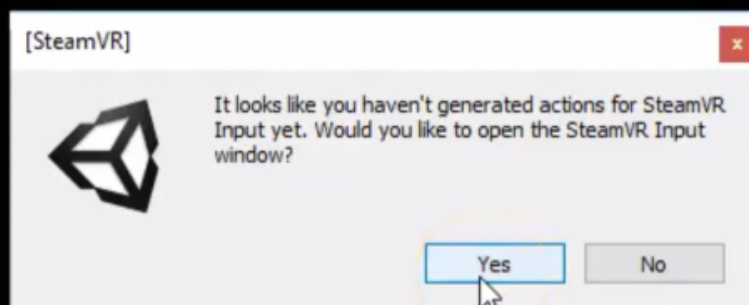 [SteamVR]
It looks like you haven't generated actions for SteamVR
Input yet. Would you like to open the SteamVR Input
window?
Yes
No